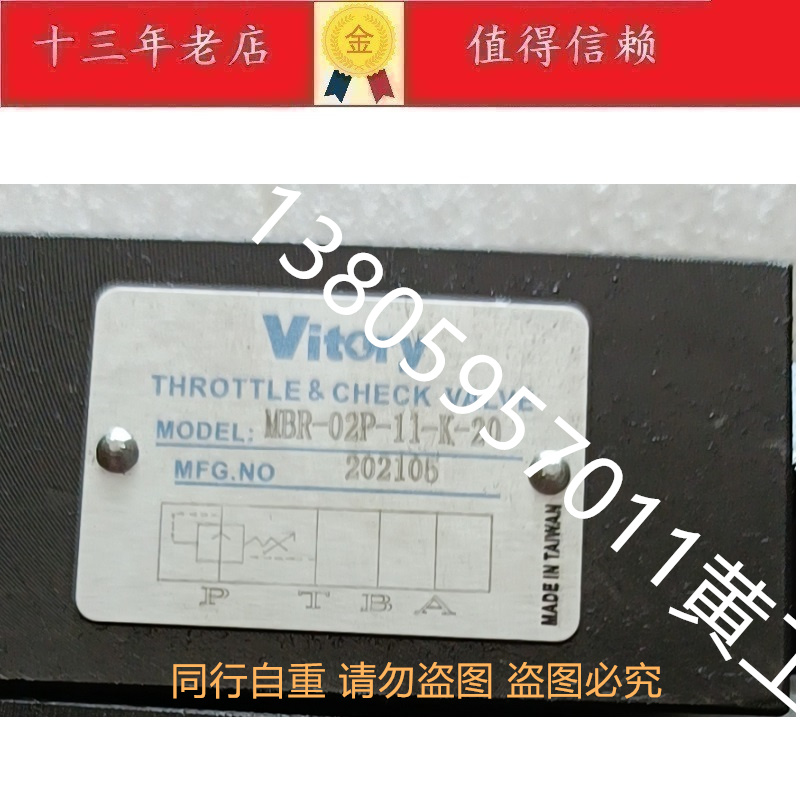 十三年老店 金 值得信赖
13805957011黄工
Vitory
THROTTLE & CHECK VALVE
MODEL: MBR-02P-11-K-20
MFG.NO 202105
P T B A
MADE IN TAIWAN
同行自重 请勿盗图 盗图必究